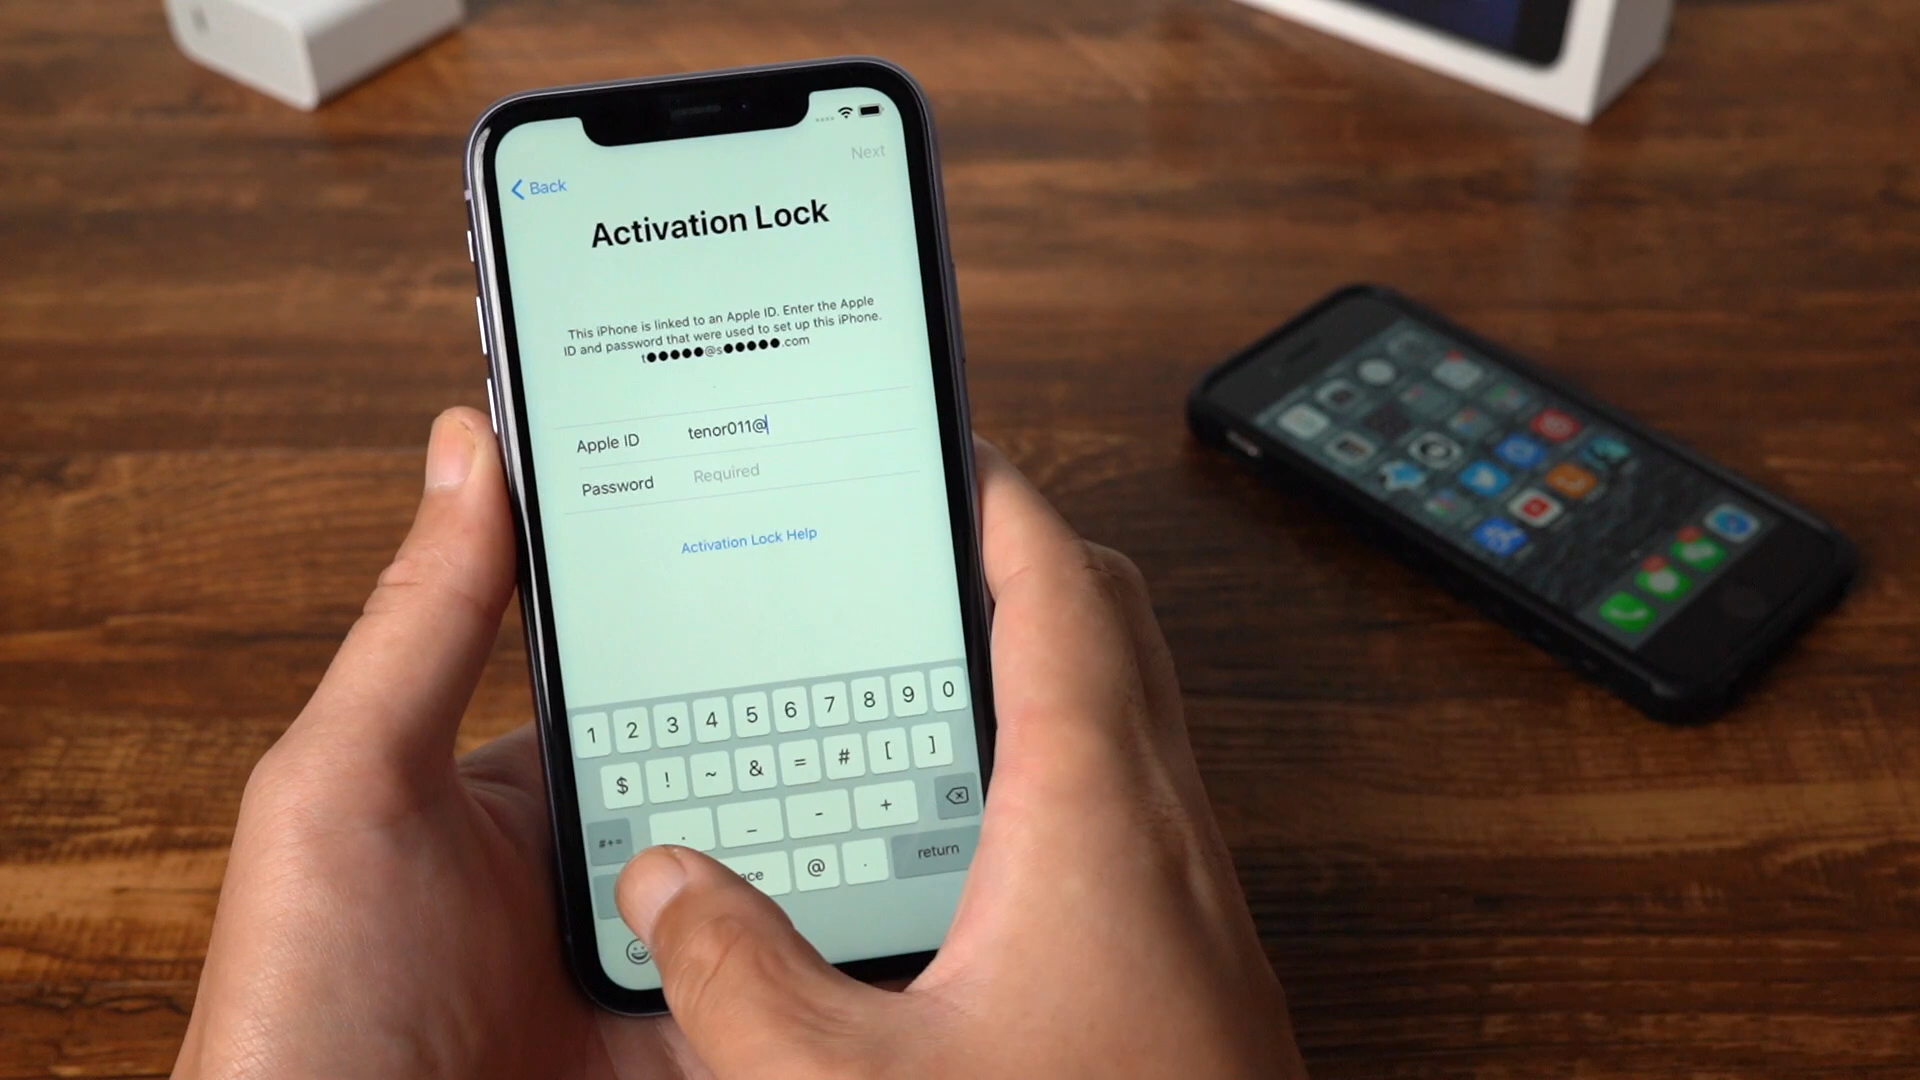 Next
Back
Activation Lock
This iPhone is linked to an Apple ID. Enter the Apple
ID and password that were used to set up this iPhone.
t●●●●●@s●●●●●.com
Apple ID tenor011@
Password Required
Activation Lock Help
1 2 3 4 5 6 7 8 9 0
$ ! ~ & = # [ ]
#+= . _ - +
ace @ . return